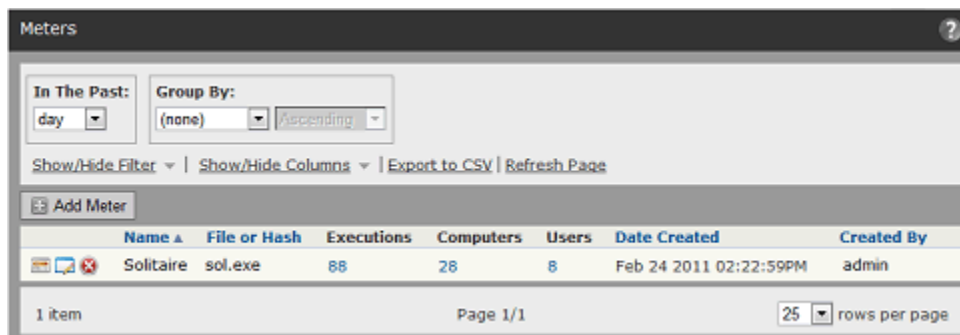 Meters ?
In The Past: Group By:
day (none) Ascending
Show/Hide Filter | Show/Hide Columns | Export to CSV | Refresh Page
Add Meter
Name File or Hash Executions Computers Users Date Created Created By
Solitaire sol.exe 88 28 8 Feb 24 2011 02:22:59PM admin
1 item Page 1/1 25 rows per page